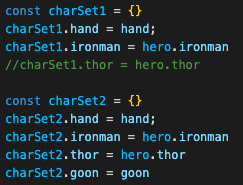 const charSet1 = {}
charSet1.hand = hand;
charSet1.ironman = hero.ironman
//charSet1.thor = hero.thor
const charSet2 = {}
charSet2.hand = hand;
charSet2.ironman = hero.ironman
charSet2.thor = hero.thor
charSet2.goon = goon